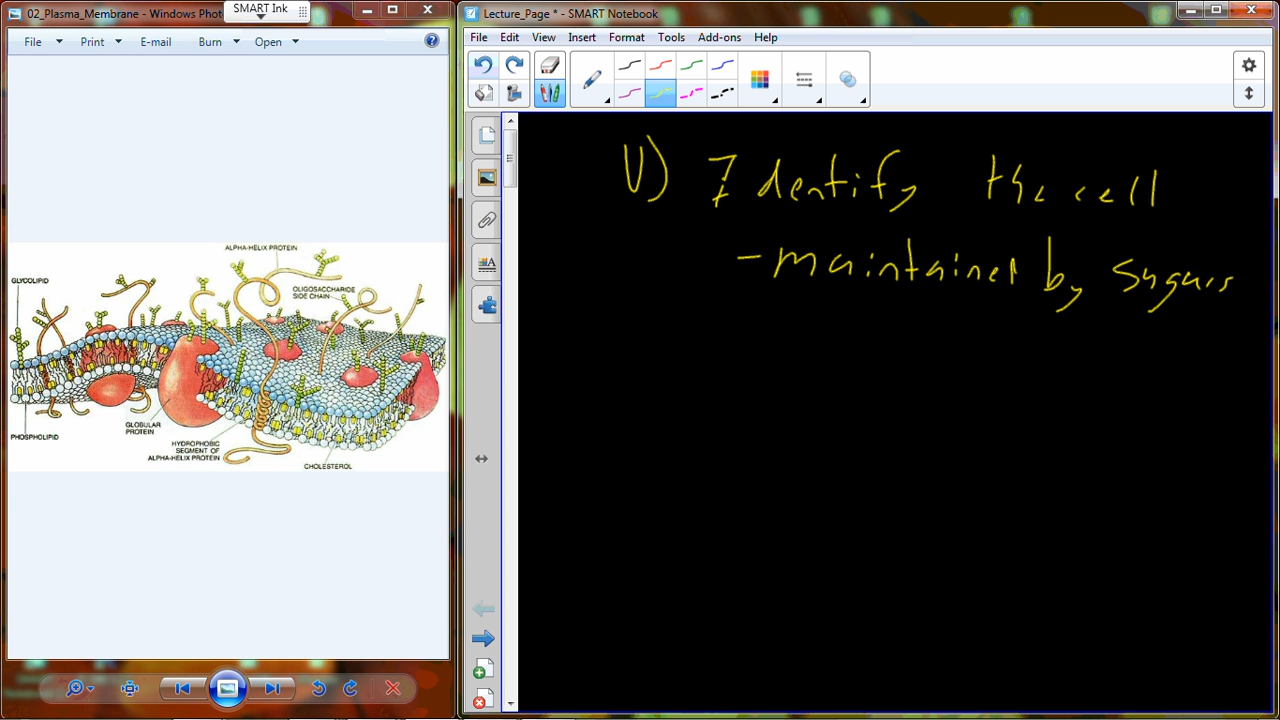 02_Plasma_Membrane - Windows Phot
SMART Ink
File Print E-mail Burn Open
ALPHA-HELIX PROTEIN
GLYCOLIPID
OLIGOSACCHARIDE
SIDE CHAIN
GLOBULAR
PROTEIN
PHOSPHOLIPID
HYDROPHOBIC
SEGMENT OF
ALPHA-HELIX PROTEIN
CHOLESTEROL
Lecture_Page * - SMART Notebook
File Edit View Insert Format Tools Add-ons Help
V) Identify the cell
- maintained by sugars